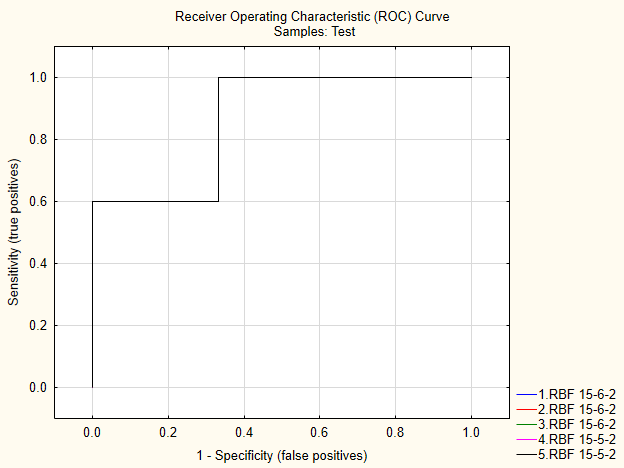 Receiver Operating Characteristic (ROC) Curve
Samples: Test
1.0
0.8
0.6
0.4
0.2
0.0
Sensitivity (true positives)
0.0 0.2 0.4 0.6 0.8 1.0
1 - Specificity (false positives)
1.RBF 15-6-2
2.RBF 15-6-2
3.RBF 15-6-2
4.RBF 15-5-2
5.RBF 15-5-2